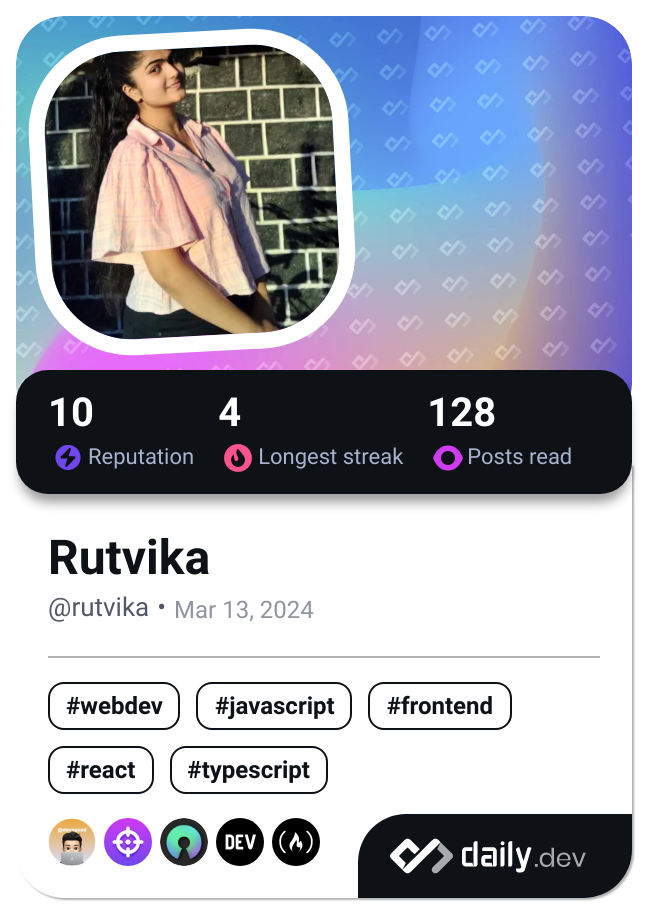 10 4 128
Reputation Longest streak Posts read
Rutvika
@rutvika • Mar 13, 2024
#webdev #javascript #frontend
#react #typescript
DEV
daily.dev